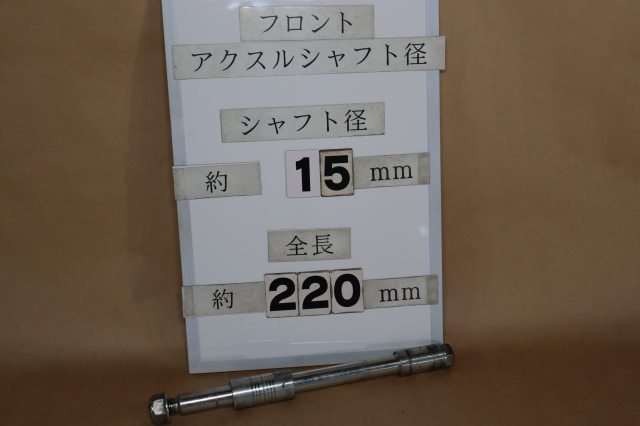 フロント
アクスルシャフト径
シャフト径
約 15 mm
全長
約 220 mm